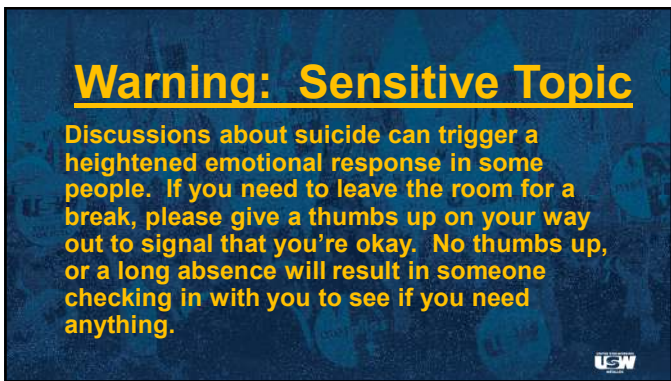 Warning:  Sensitive Topic
Discussions about suicide can trigger a
heightened emotional response in some
people.  If you need to leave the room for a
break, please give a thumbs up on your way
out to signal that you’re okay.  No thumbs up,
or a long absence will result in someone
checking in with you to see if you need
anything.
UNITED STEELWORKERS
USW
MÉTALLOS